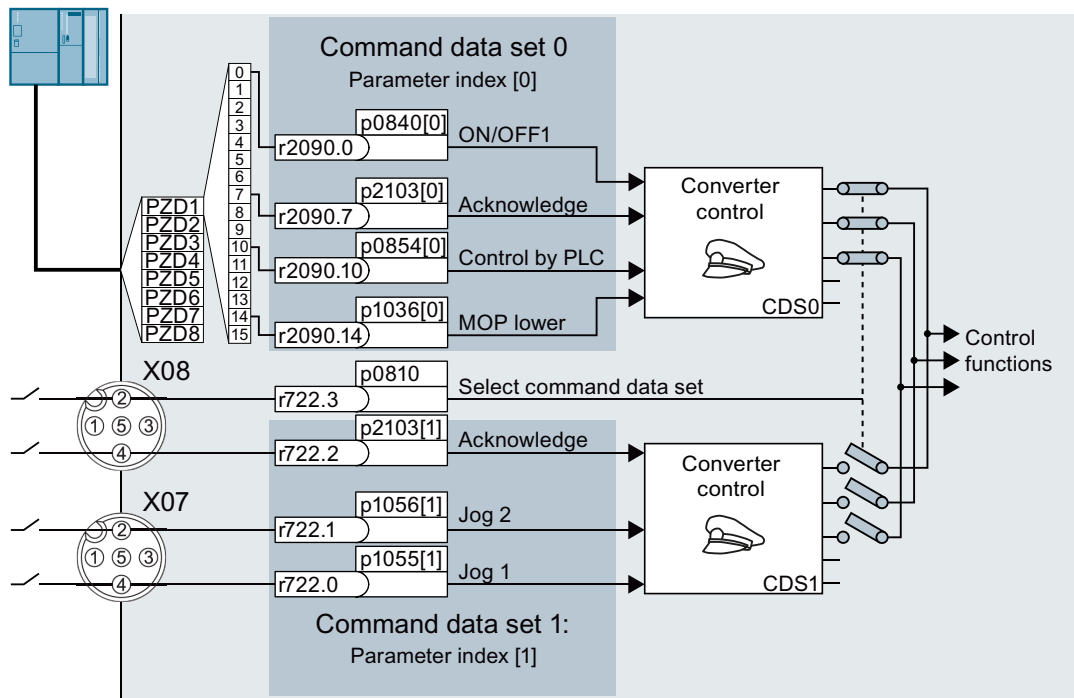 Command data set 0
Parameter index [0]
0
1
2
3
4
5
6
7
8
9
10
11
12
13
14
15
PZD1
PZD2
PZD3
PZD4
PZD5
PZD6
PZD7
PZD8
p0840[0]
r2090.0
ON/OFF1
p2103[0]
r2090.7
Acknowledge
p0854[0]
r2090.10
Control by PLC
p1036[0]
r2090.14
MOP lower
Converter
control
CDS0
Control
functions
X08
2
1 5 3
4
p0810
r722.3
Select command data set
p2103[1]
r722.2
Acknowledge
X07
2
1 5 3
4
p1056[1]
r722.1
Jog 2
p1055[1]
r722.0
Jog 1
Converter
control
CDS1
Command data set 1:
Parameter index [1]